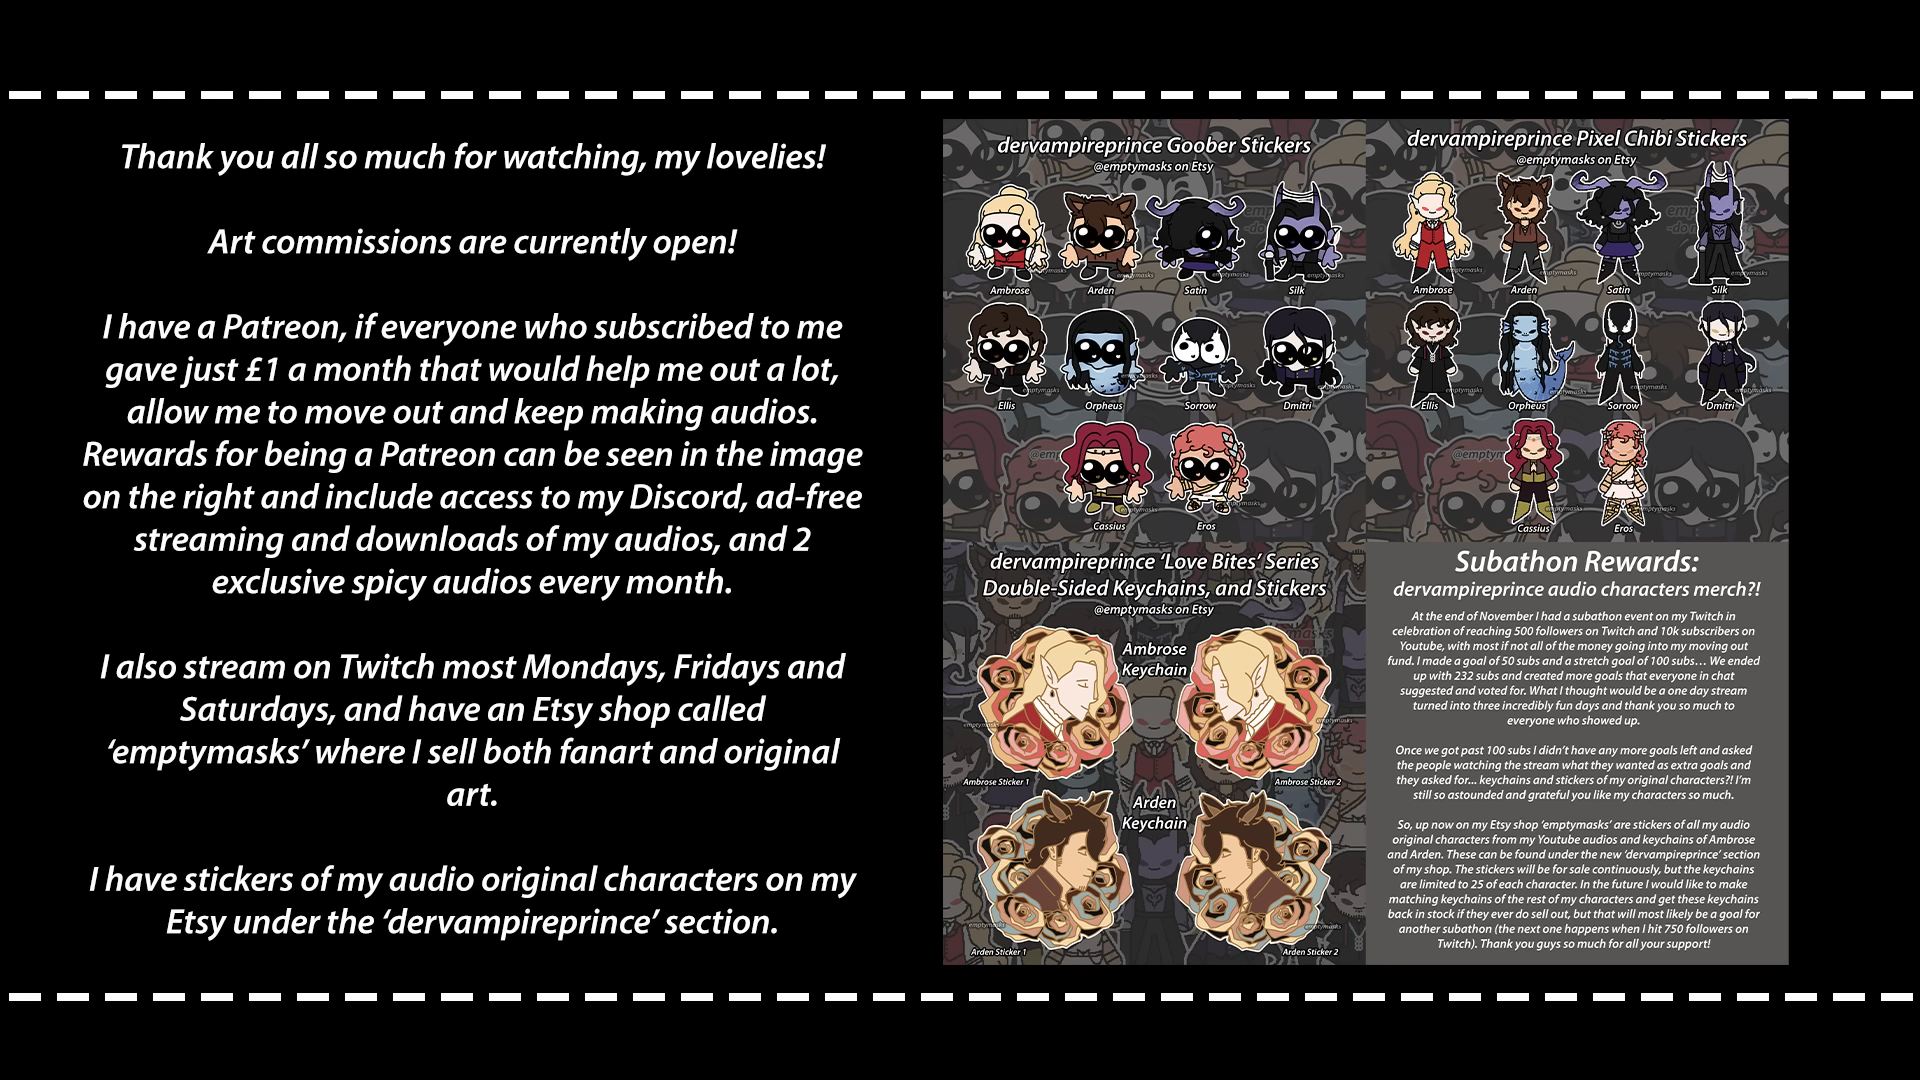 Thank you all so much for watching, my lovelies!
Art commissions are currently open!
I have a Patreon, if everyone who subscribed to me
gave just £1 a month that would help me out a lot,
allow me to move out and keep making audios.
Rewards for being a Patreon can be seen in the image
on the right and include access to my Discord, ad-free
streaming and downloads of my audios, and 2
exclusive spicy audios every month.
I also stream on Twitch most Mondays, Fridays and
Saturdays, and have an Etsy shop called
‘emptymasks’ where I sell both fanart and original
art.
I have stickers of my audio original characters on my
Etsy under the ‘dervampireprince’ section.
dervampireprince Goober Stickers
@emptymasks on Etsy
Ambrose
Arden
Satin
Silk
Ellis
Orpheus
Sorrow
Dmitri
Cassius
Eros
dervampireprince Pixel Chibi Stickers
@emptymasks on Etsy
Ambrose
Arden
Satin
Silk
Ellis
Orpheus
Sorrow
Dmitri
Cassius
Eros
dervampireprince ‘Love Bites’ Series
Double-Sided Keychains, and Stickers
@emptymasks on Etsy
Ambrose
Keychain
Ambrose Sticker 1
Ambrose Sticker 2
Arden
Keychain
Arden Sticker 1
Arden Sticker 2
Subathon Rewards:
dervampireprince audio characters merch?!
At the end of November I had a subathon event on my Twitch in
celebration of reaching 500 followers on Twitch and 10k subscribers on
Youtube, with most if not all of the money going into my moving out
fund. I made a goal of 50 subs and a stretch goal of 100 subs... We ended
up with 232 subs and created more goals that everyone in chat
suggested and voted for. What I thought would be a one day stream
turned into three incredibly fun days and thank you so much to
everyone who showed up.
Once we got past 100 subs I didn’t have any more goals left and asked
the people watching the stream what they wanted as extra goals and
they asked for... keychains and stickers of my original characters?! I’m
still so astounded and grateful you like my characters so much.
So, up now on my Etsy shop ‘emptymasks’ are stickers of all my audio
original characters from my Youtube audios and keychains of Ambrose
and Arden. These can be found under the new ‘dervampireprince’ section
of my shop. The stickers will be for sale continuously, but the keychains
are limited to 25 of each character. In the future I would like to make
matching keychains of the rest of my characters and get these keychains
back in stock if they ever do sell out, but that will most likely be a goal for
another subathon (the next one happens when I hit 750 followers on
Twitch). Thank you guys so much for all your support!